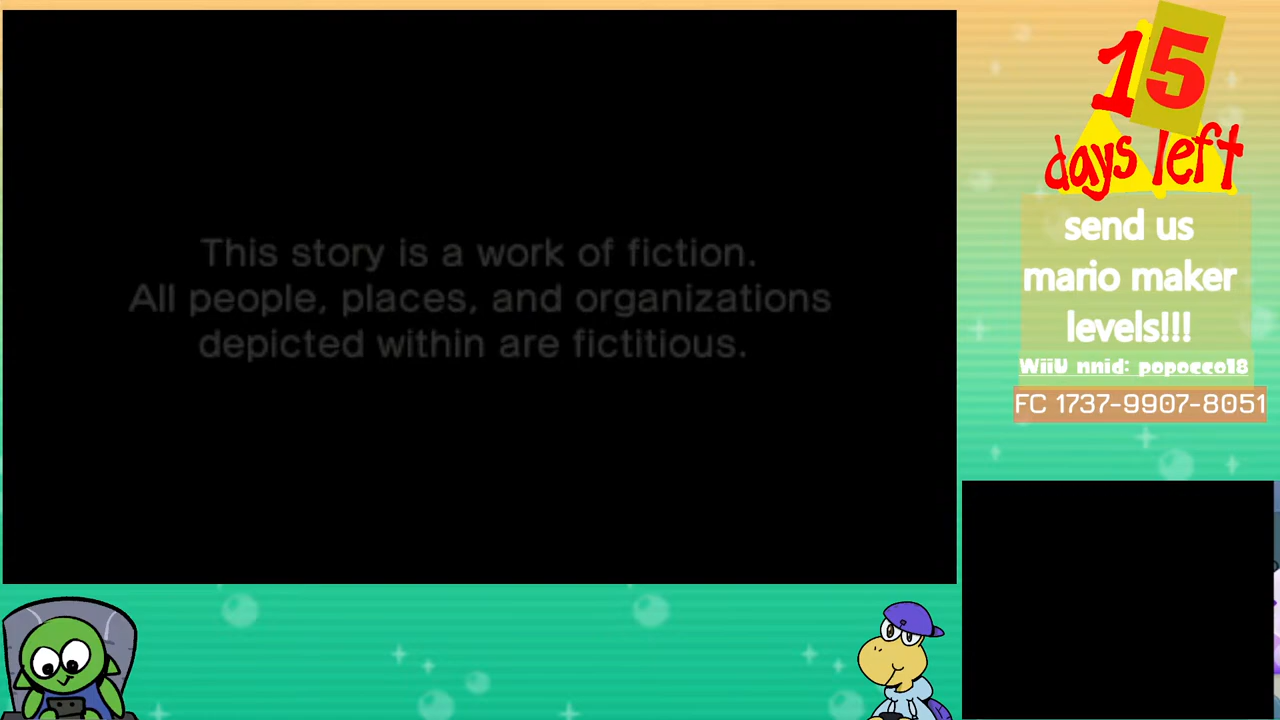 This story is a work of fiction.
All people, places, and organizations
depicted within are fictitious.
15
days left
send us
mario maker
levels!!!
WiiU nnid: popocco18
FC 1737-9907-8051